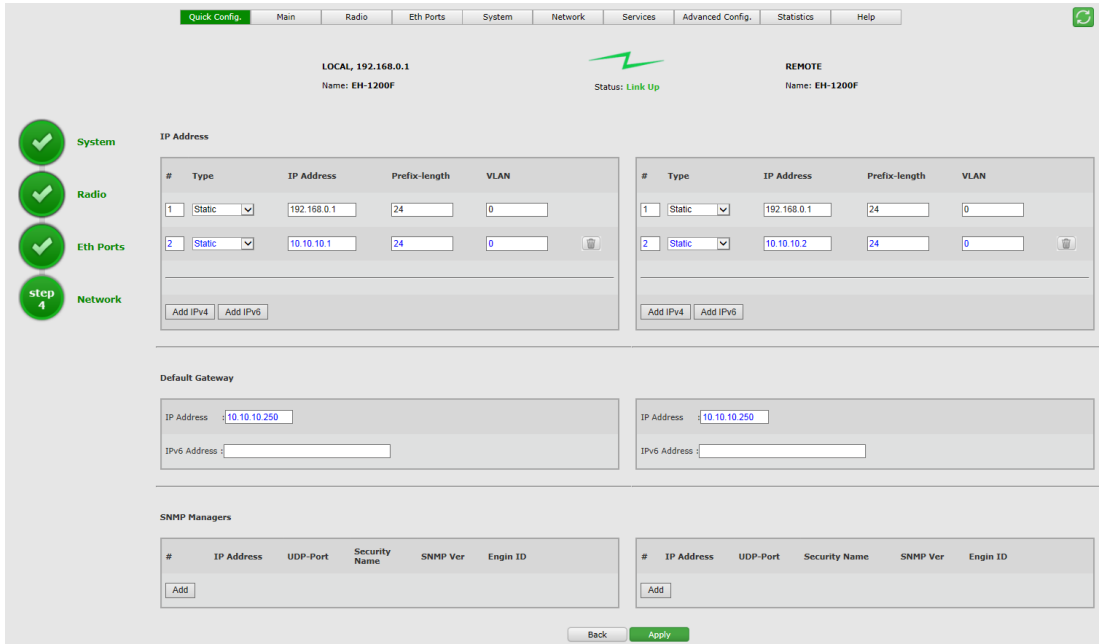 Quick Config. Main Radio Eth Ports System Network Services Advanced Config. Statistics Help
LOCAL, 192.168.0.1 REMOTE
Name: EH-1200F Status: Link Up Name: EH-1200F
System
Radio
Eth Ports
step 4 Network
IP Address
# Type IP Address Prefix-length VLAN # Type IP Address Prefix-length VLAN
1 Static 192.168.0.1 24 0 1 Static 192.168.0.1 24 0
2 Static 10.10.10.1 24 0 2 Static 10.10.10.2 24 0
Add IPv4 Add IPv6 Add IPv4 Add IPv6
Default Gateway
IP Address : 10.10.10.250 IP Address : 10.10.10.250
IPv6 Address : IPv6 Address :
SNMP Managers
# IP Address UDP-Port Security Name SNMP Ver Engin ID # IP Address UDP-Port Security Name SNMP Ver Engin ID
Add Add
Back Apply